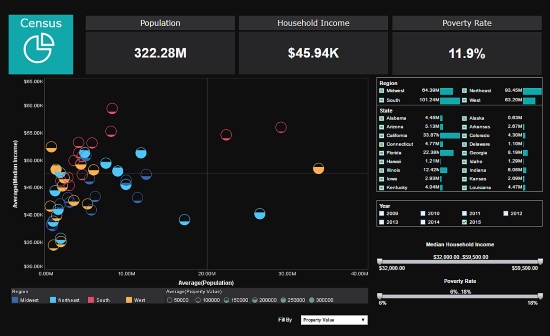 Census
Population
322.28M
Household Income
$45.94K
Poverty Rate
11.9%
$65.00K
$60.00K
$55.00K
$50.00K
$45.00K
$40.00K
$35.00K
$30.00K
Average(Median Income)
0.00M 10.00M 20.00M 30.00M 40.00M
Average(Population)
Region
Midwest Northeast South West
Average(Property Value)
50000 100000 150000 200000 250000 300000
Fill By Property Value
Region
Midwest 64.39M Northeast 93.45M
South 101.24M West 63.20M
State
Alabama 4.45M Alaska 0.63M
Arizona 5.13M Arkansas 2.67M
California 33.87M Colorado 4.30M
Connecticut 4.77M Delaware 1.10M
Florida 22.38M Georgia 8.19M
Hawaii 1.21M Idaho 1.29M
Illinois 12.42M Indiana 6.08M
Iowa 2.93M Kansas 2.69M
Kentucky 4.04M Louisiana 4.47M
Year
2009 2010 2011 2012
2013 2014 2015
Median Household Income
$32,000.00..$59,500.00
$32,000.00 $59,500.00
Poverty Rate
6%..18%
6% 18%